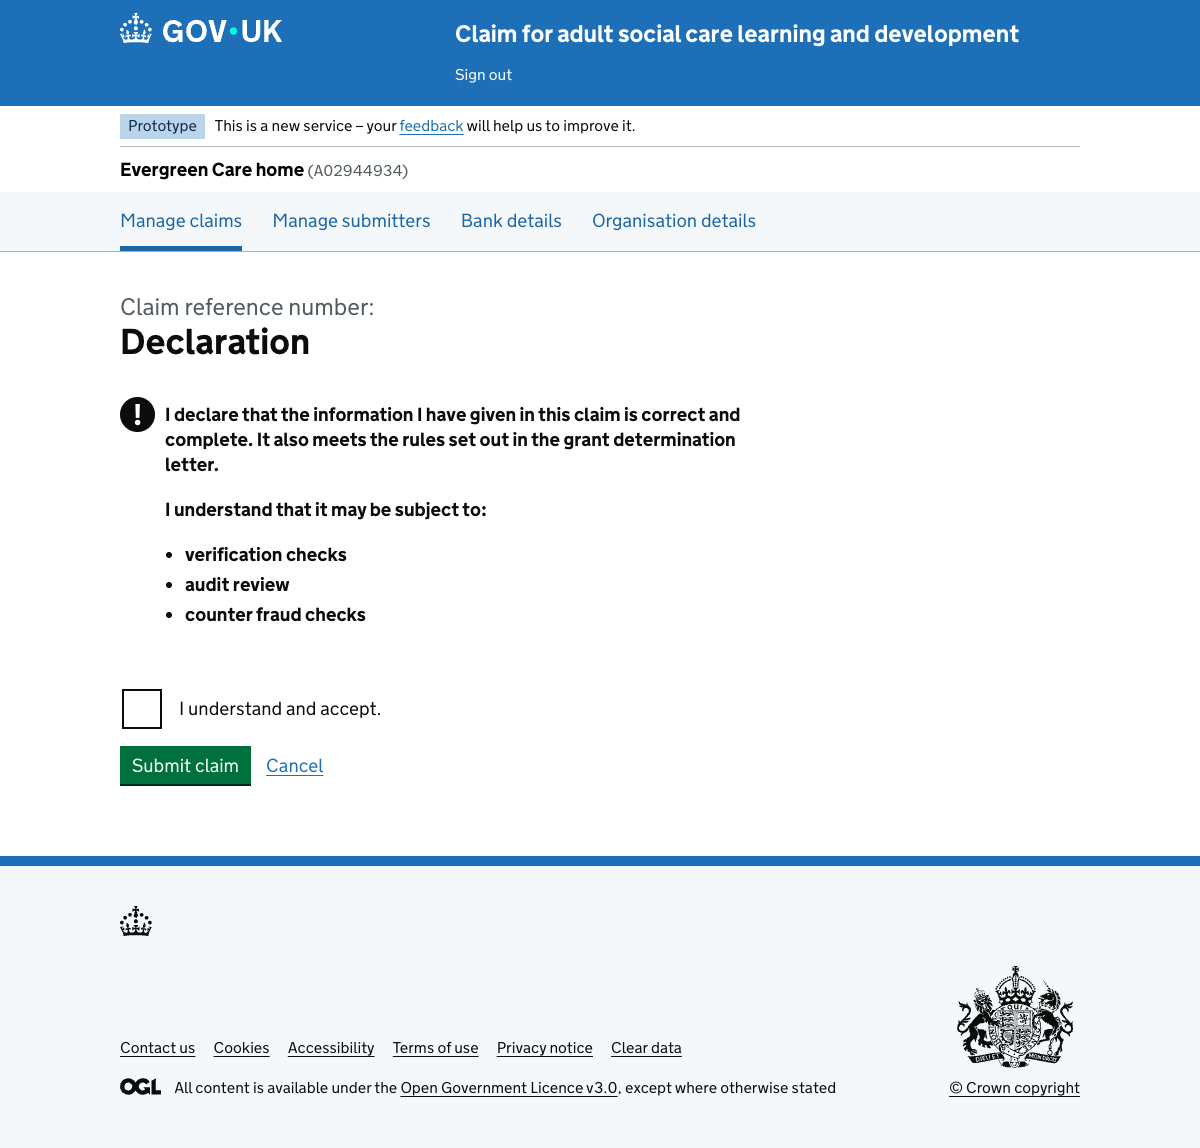 GOV·UK
Claim for adult social care learning and development
Sign out
Prototype This is a new service – your feedback will help us to improve it.
Evergreen Care home (A02944934)
Manage claims Manage submitters Bank details Organisation details
Claim reference number:
Declaration
! I declare that the information I have given in this claim is correct and
complete. It also meets the rules set out in the grant determination
letter.
I understand that it may be subject to:
• verification checks
• audit review
• counter fraud checks
I understand and accept.
Submit claim Cancel
Contact us Cookies Accessibility Terms of use Privacy notice Clear data
OGL All content is available under the Open Government Licence v3.0, except where otherwise stated
© Crown copyright